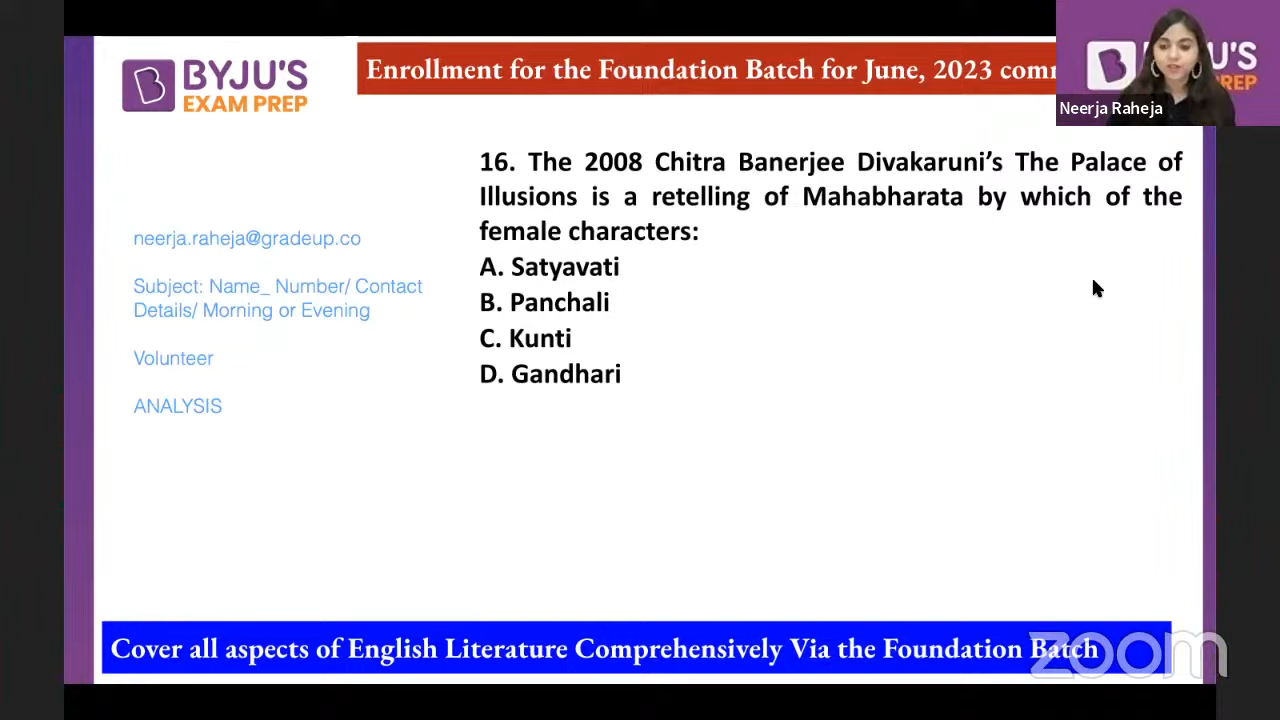 BYJU'S
EXAM PREP
Enrollment for the Foundation Batch for June, 2023
Neerja Raheja
neerja.raheja@gradeup.co
Subject: Name_ Number/ Contact
Details/ Morning or Evening
Volunteer
ANALYSIS
16. The 2008 Chitra Banerjee Divakaruni's The Palace of
Illusions is a retelling of Mahabharata by which of the
female characters:
A. Satyavati
B. Panchali
C. Kunti
D. Gandhari
Cover all aspects of English Literature Comprehensively Via the Foundation Batch
zoom